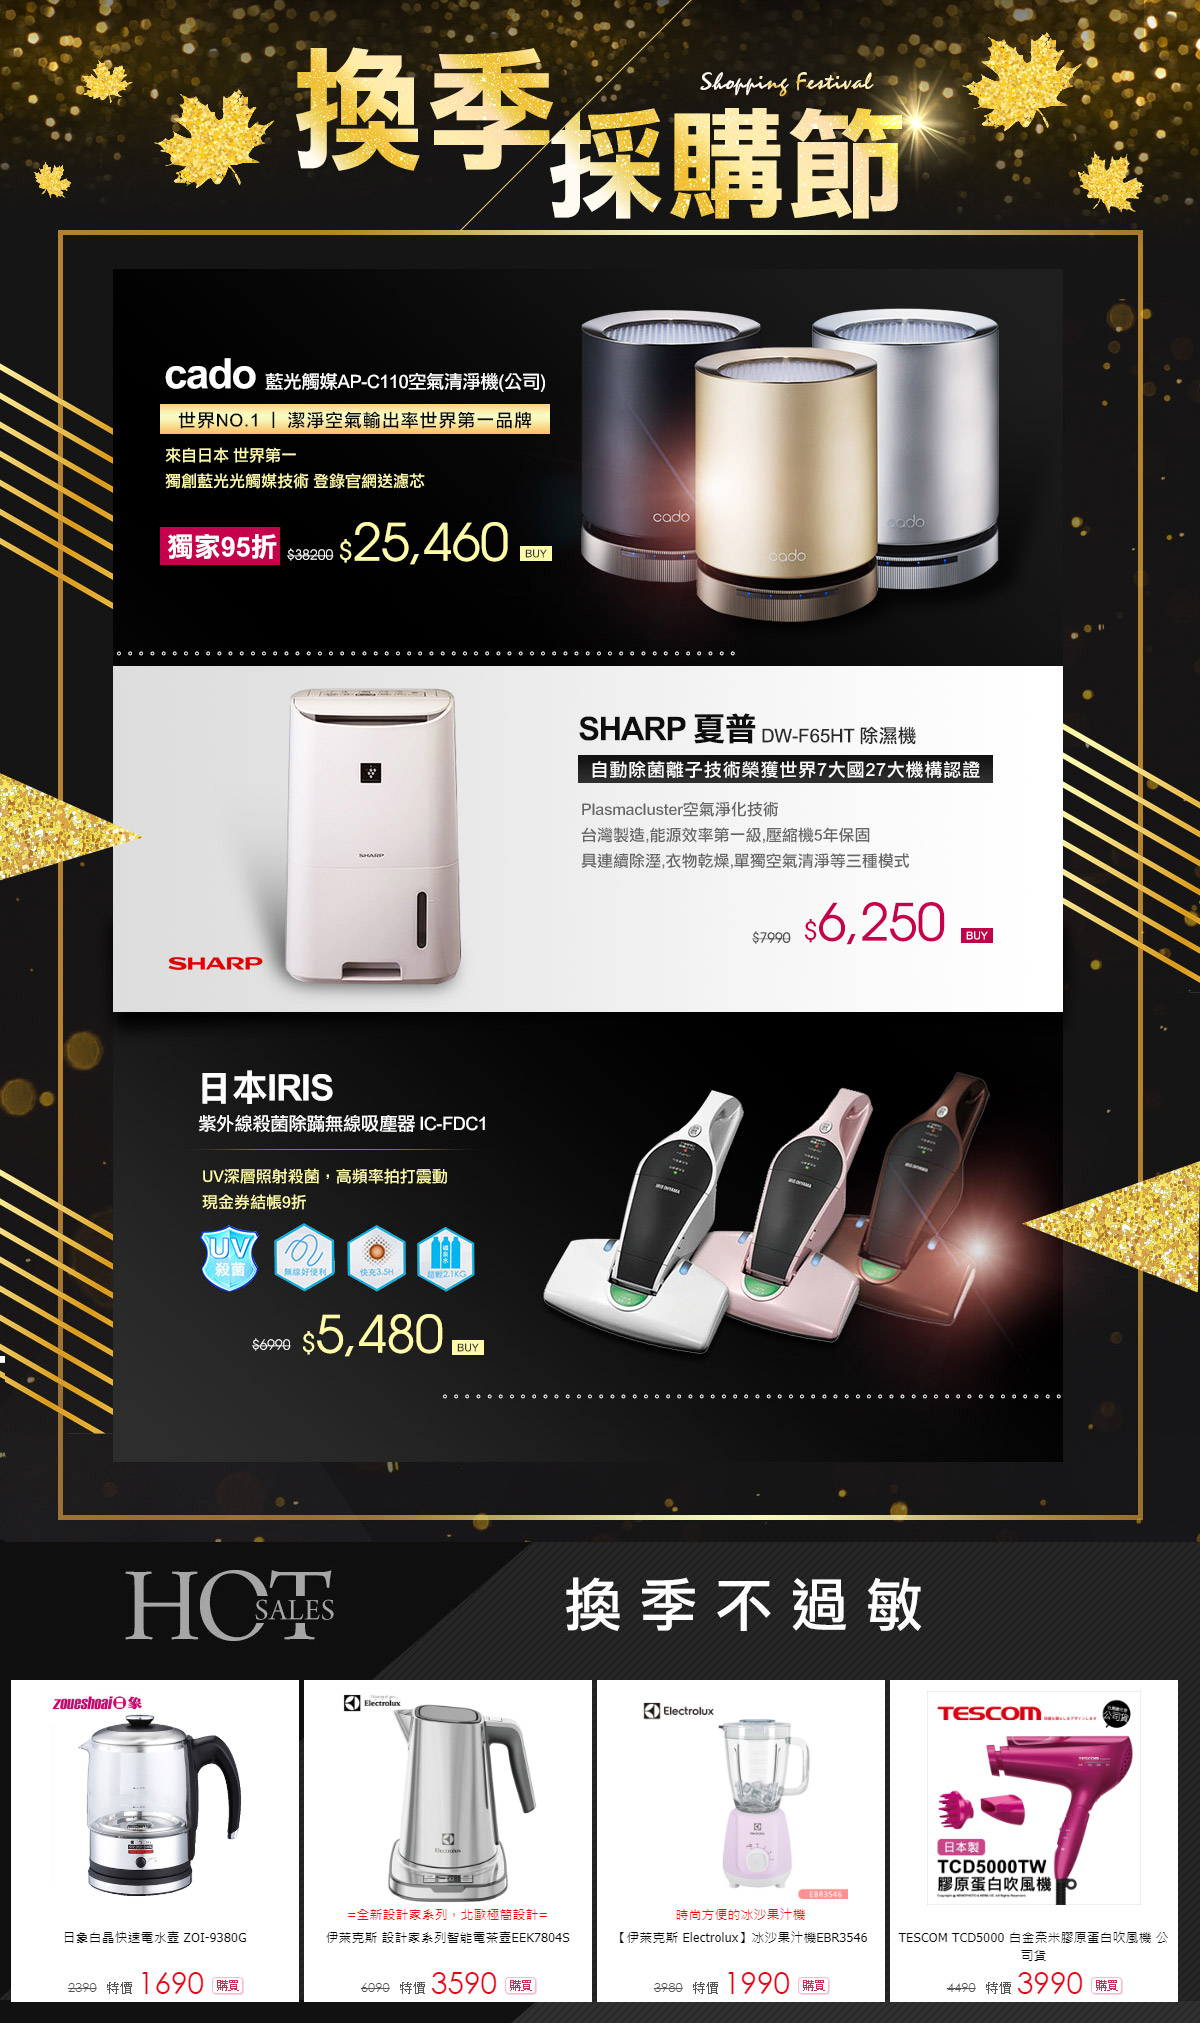 換季
Shopping Festival
採購節
cado 藍光觸媒AP-C110空氣清淨機(公司)
世界NO.1 | 潔淨空氣輸出率世界第一品牌
來自日本 世界第一
獨創藍光光觸媒技術 登錄官網送濾芯
獨家95折 $38200 $25,460 BUY
cado
cado
cado
SHARP 夏普 DW-F65HT 除濕機
自動除菌離子技術榮獲世界7大國27大機構認證
Plasmacluster空氣淨化技術
台灣製造,能源效率第一級,壓縮機5年保固
具連續除溼,衣物乾燥,單獨空氣清淨等三種模式
$7990 $6,250 BUY
SHARP
SHARP
日本IRIS
紫外線殺菌除蹣無線吸塵器 IC-FDC1
UV深層照射殺菌，高頻率拍打震動
現金券結帳9折
UV
殺菌
無線好便利
快充3.5H
超輕2.1KG
$6990 $5,480 BUY
IRIS OHYAMA
IRIS OHYAMA
IRIS OHYAMA
HOT
SALES
換季不過敏
zoueshoai日象
日象白晶快速電水壺 ZOI-9380G
2390 特價 1690 購買
Electrolux
Electrolux
=全新設計家系列，北歐極簡設計=
伊萊克斯 設計家系列智能電茶壺EEK7804S
6090 特價 3590 購買
Electrolux
EBR3546
時尚方便的冰沙果汁機
【伊萊克斯 Electrolux】冰沙果汁機EBR3546
3980 特價 1990 購買
TESCOM
公司貨
日本製
TCD5000TW
膠原蛋白吹風機
TESCOM TCD5000 白金奈米膠原蛋白吹風機 公
司貨
4490 特價 3990 購買